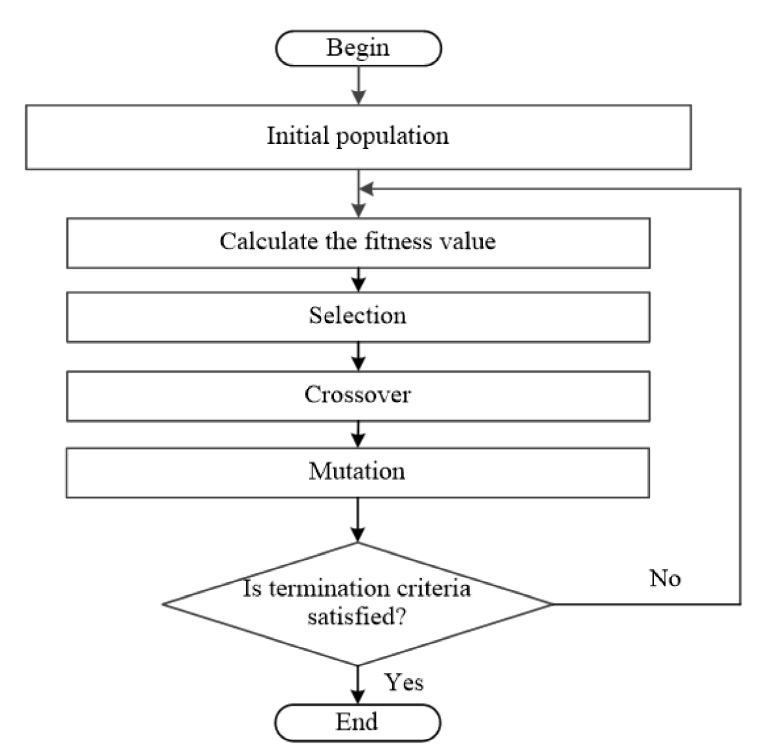 Begin
Initial population
Calculate the fitness value
Selection
Crossover
Mutation
Is termination criteria
satisfied?
No
Yes
End